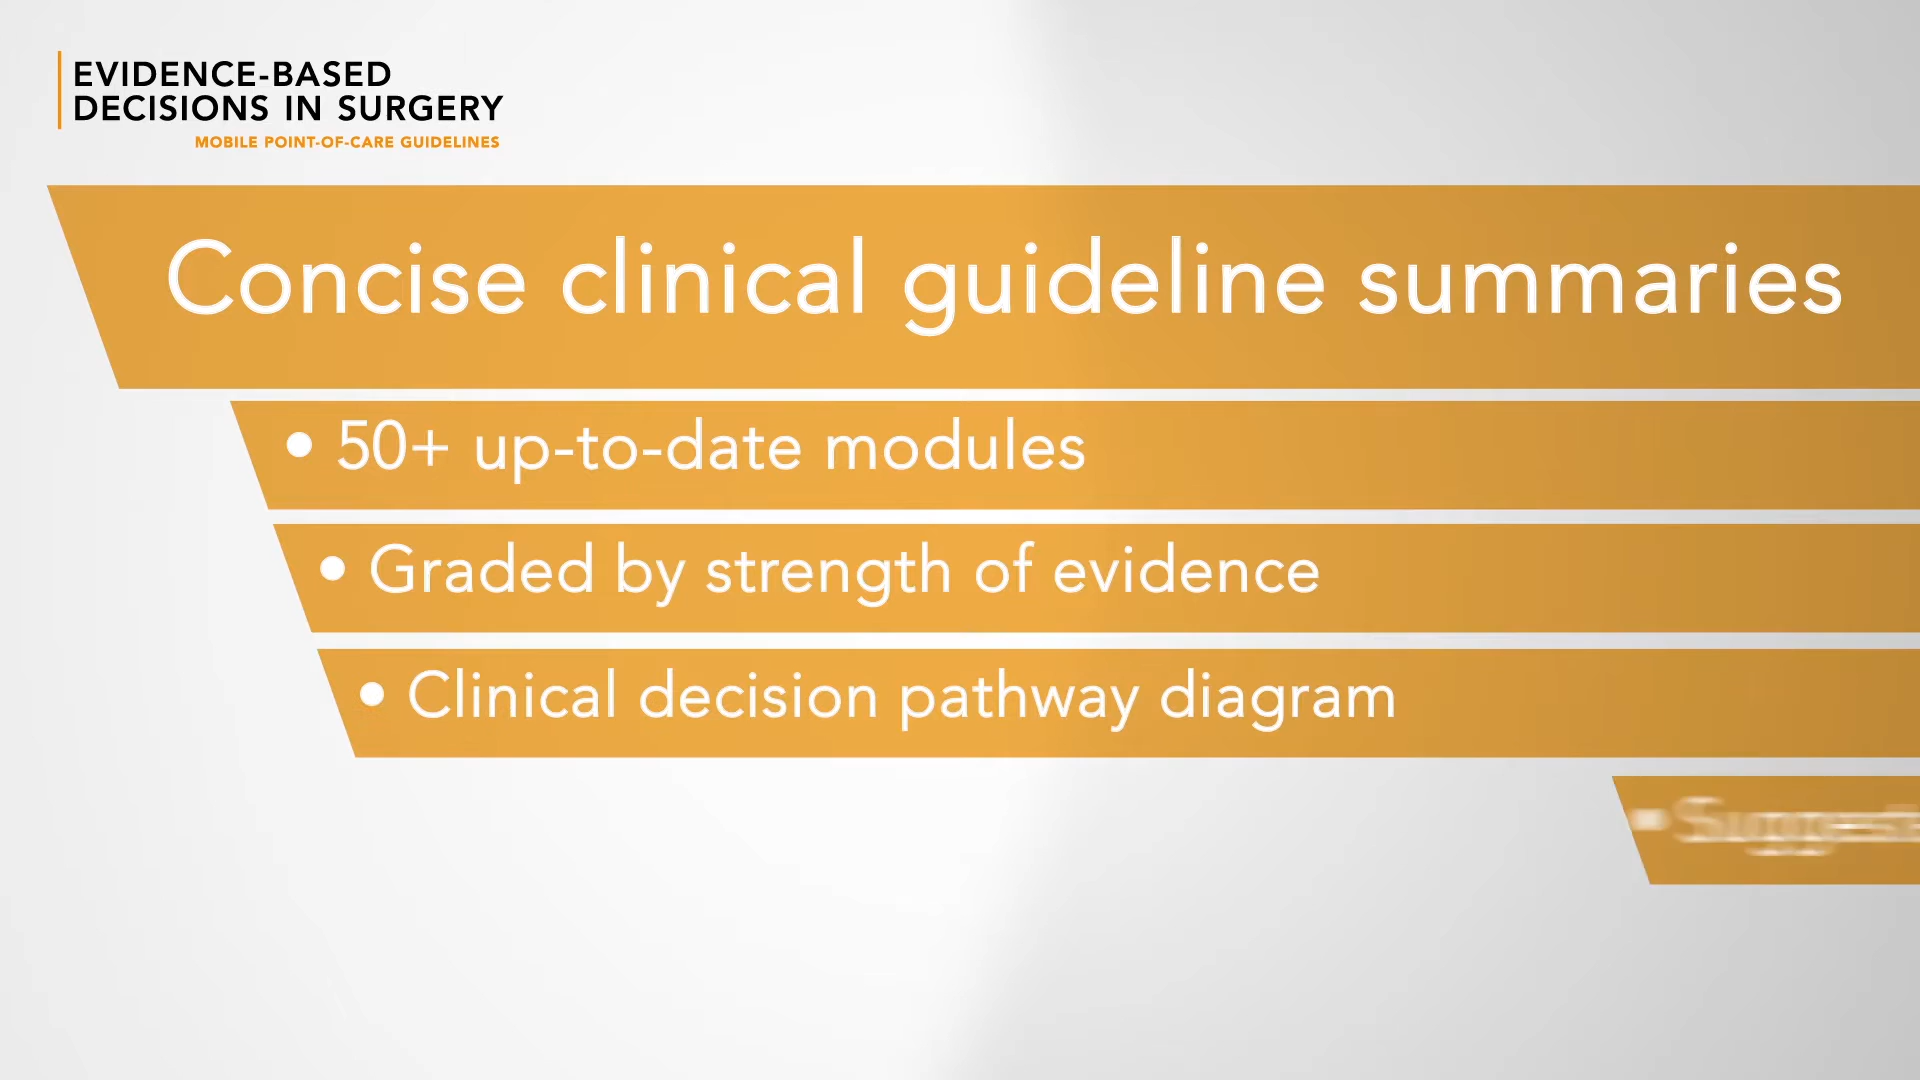 EVIDENCE-BASED
DECISIONS IN SURGERY
MOBILE POINT-OF-CARE GUIDELINES
Concise clinical guideline summaries
• 50+ up-to-date modules
• Graded by strength of evidence
• Clinical decision pathway diagram